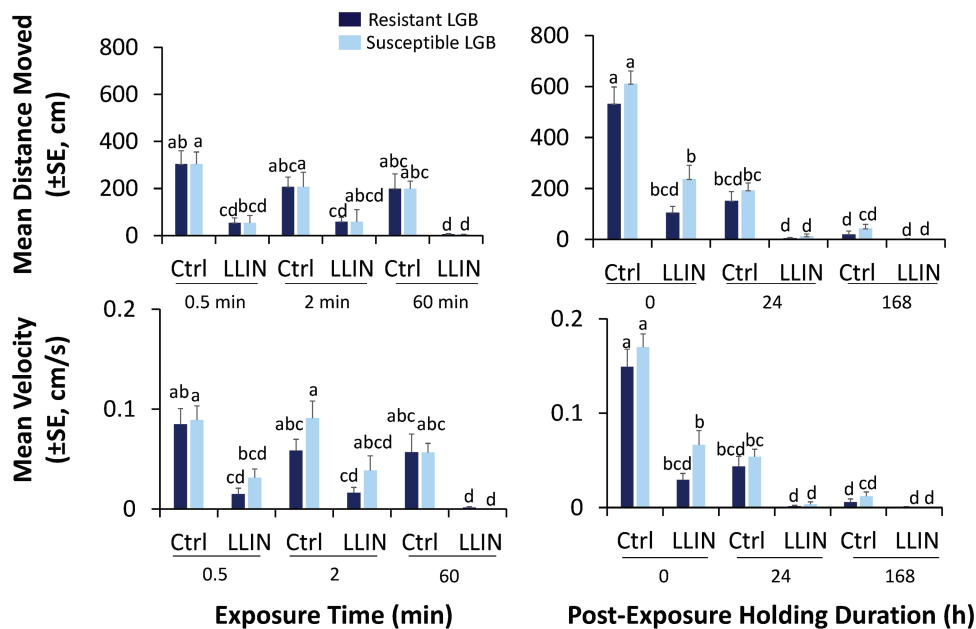 Resistant LGB
Susceptible LGB
Mean Distance Moved
(±SE, cm)
800
600
400
200
0
ab a
cd bcd
abc a
cd abcd
abc abc
d d
Ctrl LLIN Ctrl LLIN Ctrl LLIN
0.5 min 2 min 60 min
800
600
400
200
0
a a
bcd b
bcd bc
d d
d cd
d d
Ctrl LLIN Ctrl LLIN Ctrl LLIN
0 24 168
Mean Velocity
(±SE, cm/s)
0.2
0.1
0
ab a
cd bcd
abc a
cd abcd
abc abc
d d
Ctrl LLIN Ctrl LLIN Ctrl LLIN
0.5 2 60
Exposure Time (min)
0.2
0.1
0
a a
bcd b
bcd bc
d d
d cd
d d
Ctrl LLIN Ctrl LLIN Ctrl LLIN
0 24 168
Post-Exposure Holding Duration (h)